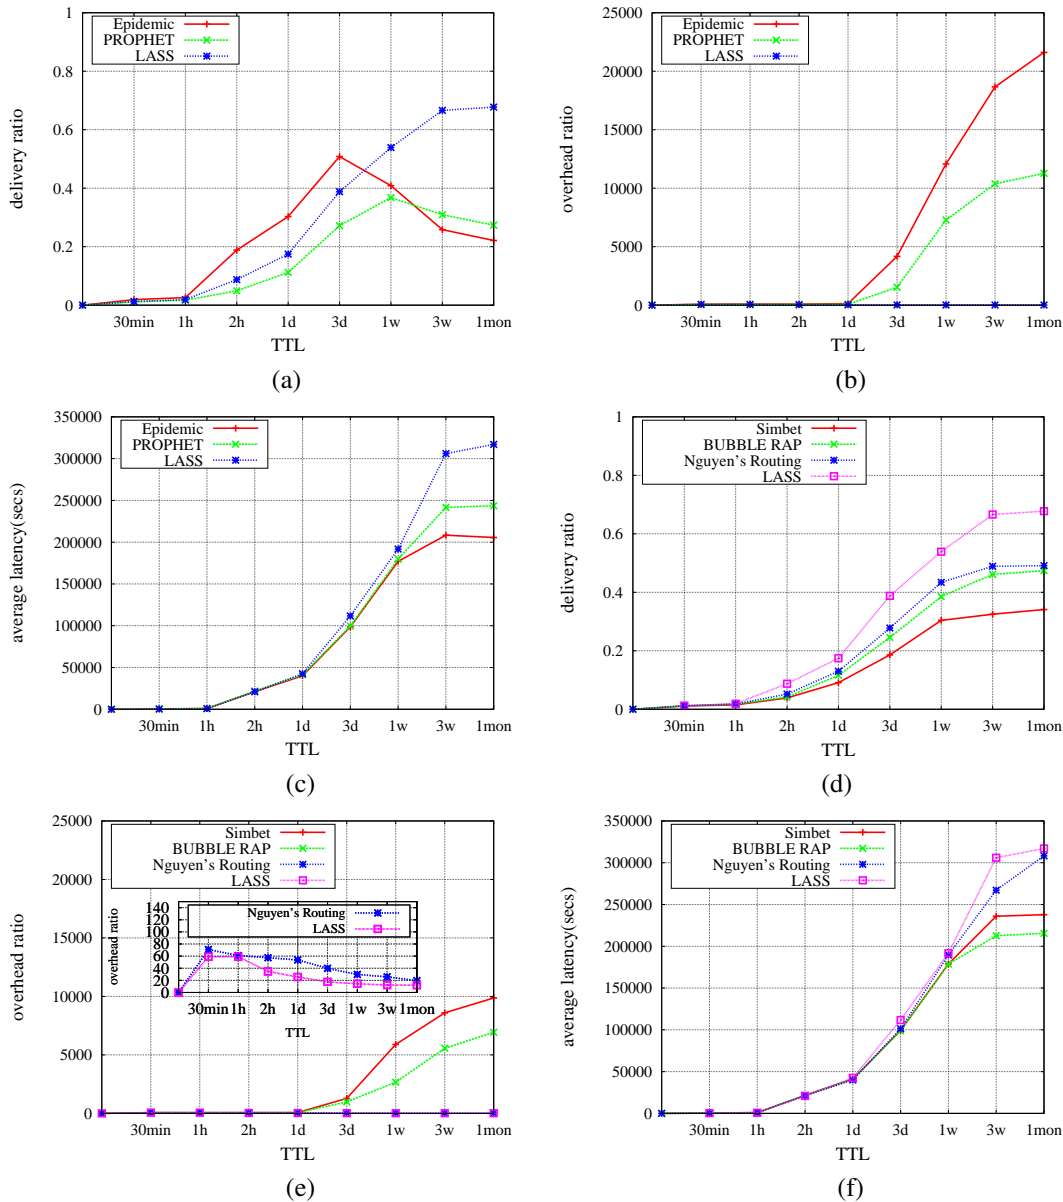 1
0.8
0.6
0.4
0.2
0
delivery ratio
Epidemic
PROPHET
LASS
30min 1h 2h 1d 3d 1w 3w 1mon
TTL
(a)
25000
20000
15000
10000
5000
0
overhead ratio
Epidemic
PROPHET
LASS
30min 1h 2h 1d 3d 1w 3w 1mon
TTL
(b)
350000
300000
250000
200000
150000
100000
50000
0
average latency(secs)
Epidemic
PROPHET
LASS
30min 1h 2h 1d 3d 1w 3w 1mon
TTL
(c)
1
0.8
0.6
0.4
0.2
0
delivery ratio
Simbet
BUBBLE RAP
Nguyen's Routing
LASS
30min 1h 2h 1d 3d 1w 3w 1mon
TTL
(d)
25000
20000
15000
10000
5000
0
overhead ratio
Simbet
BUBBLE RAP
Nguyen's Routing
LASS
140
120
100
80
60
40
20
0
overhead ratio
Nguyen's Routing
LASS
30min 1h 2h 1d 3d 1w 3w 1mon
TTL
30min 1h 2h 1d 3d 1w 3w 1mon
TTL
(e)
350000
300000
250000
200000
150000
100000
50000
0
average latency(secs)
Simbet
BUBBLE RAP
Nguyen's Routing
LASS
30min 1h 2h 1d 3d 1w 3w 1mon
TTL
(f)